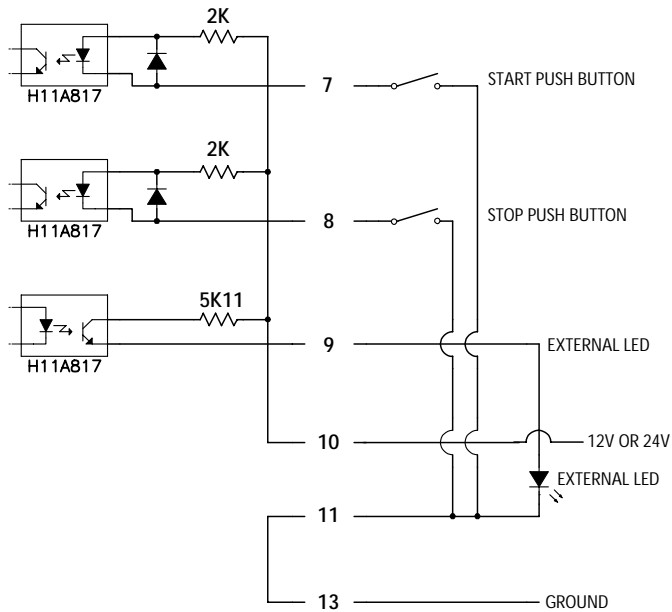 2K
7 START PUSH BUTTON
H11A817
2K
8 STOP PUSH BUTTON
H11A817
5K11
9 EXTERNAL LED
H11A817
10 12V OR 24V
EXTERNAL LED
11
13 GROUND